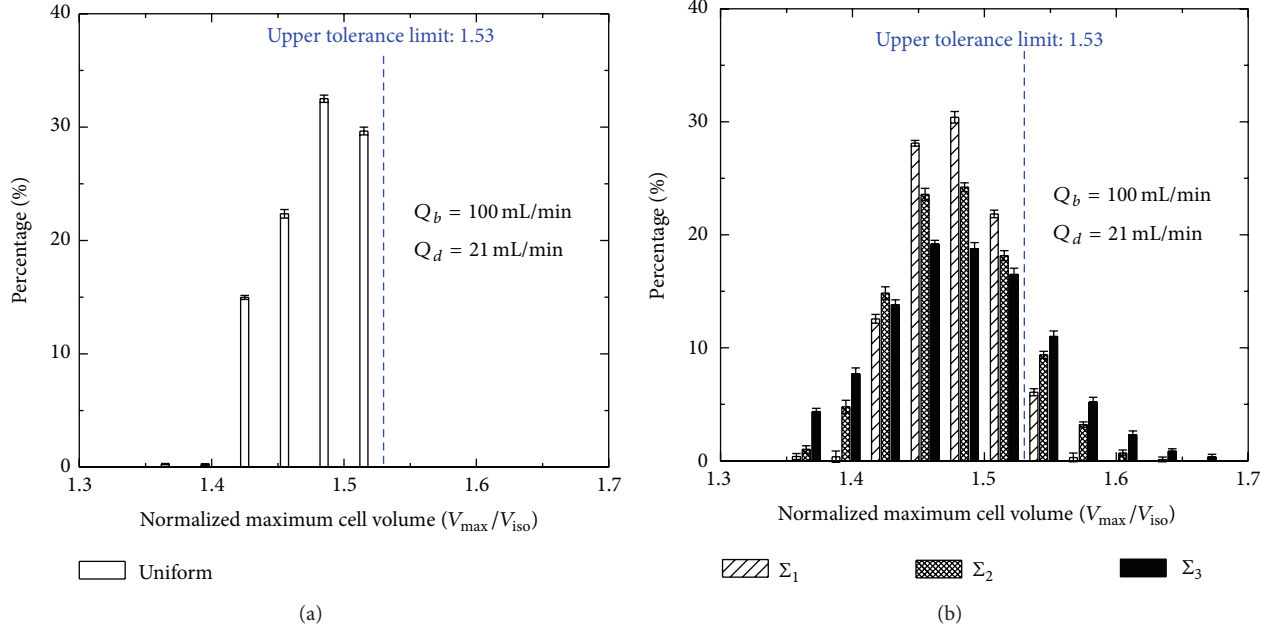 40
Upper tolerance limit: 1.53
30
Percentage (%)
Q_b = 100 mL/min
20
Q_d = 21 mL/min
10
0
1.3 1.4 1.5 1.6 1.7
Normalized maximum cell volume (V_max/V_iso)
Uniform
(a)
40
Upper tolerance limit: 1.53
30
Percentage (%)
Q_b = 100 mL/min
20
Q_d = 21 mL/min
10
0
1.3 1.4 1.5 1.6 1.7
Normalized maximum cell volume (V_max/V_iso)
Σ₁ Σ₂ Σ₃
(b)